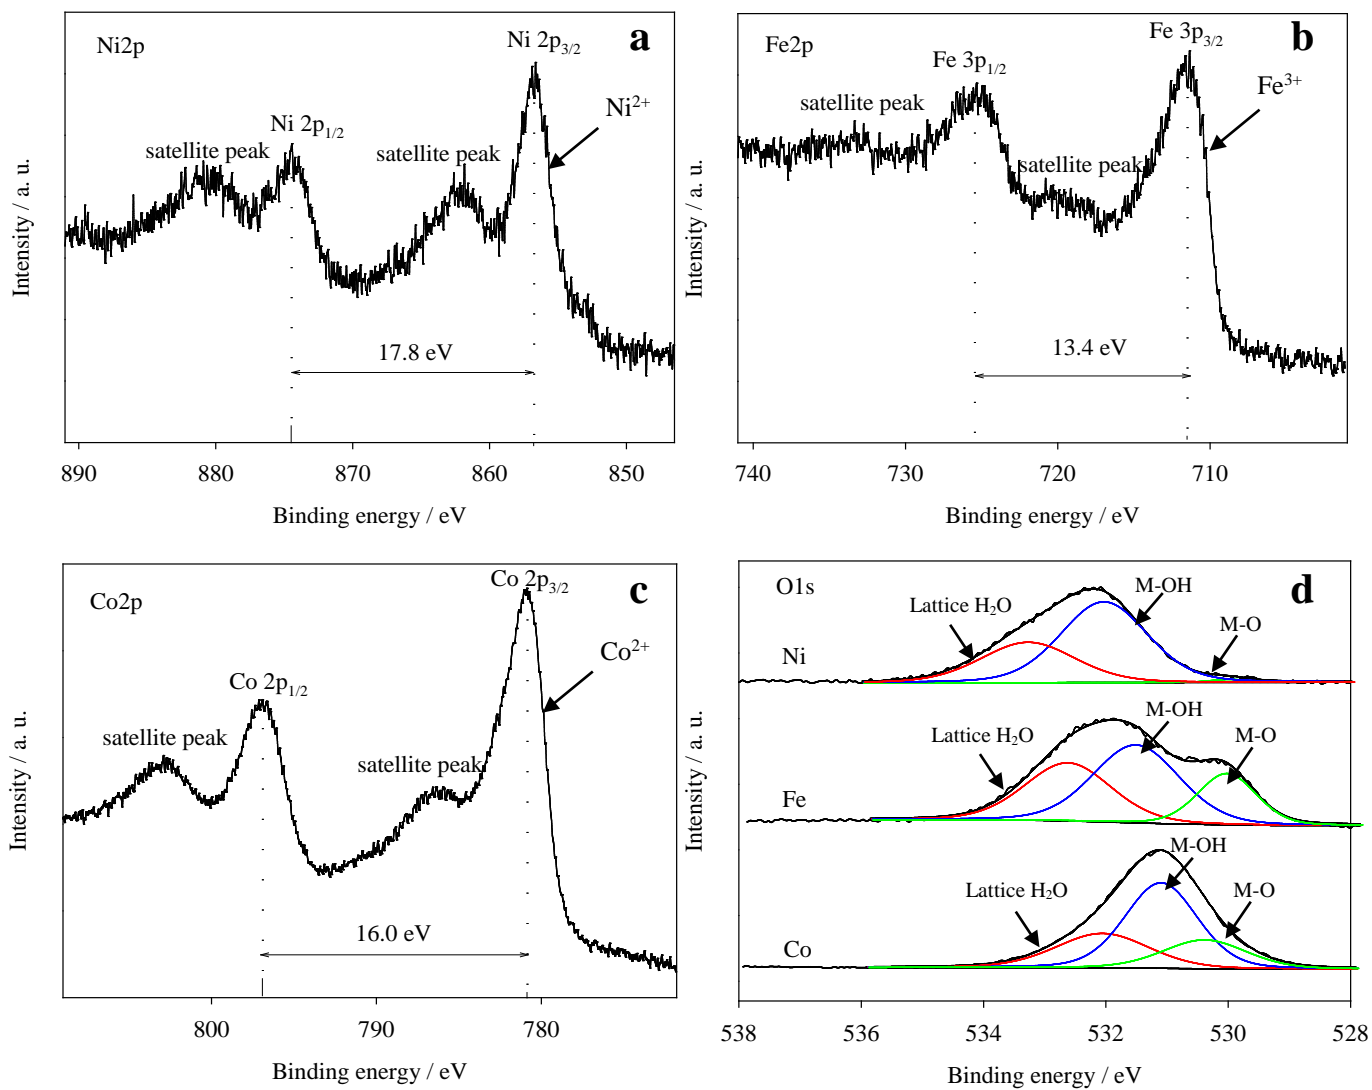 Ni2p
Ni 2p3/2
a
Ni2+
Ni 2p1/2
satellite peak
satellite peak
17.8 eV
Intensity / a. u.
890
880
870
860
850
Binding energy / eV
Fe2p
Fe 3p3/2
b
Fe 3p1/2
Fe3+
satellite peak
satellite peak
13.4 eV
Intensity / a. u.
740
730
720
710
Binding energy / eV
Co2p
Co 2p3/2
c
Co2+
Co 2p1/2
satellite peak
satellite peak
16.0 eV
Intensity / a. u.
800
790
780
Binding energy / eV
O1s
d
Lattice H2O
M-OH
M-O
Ni
Lattice H2O
M-OH
M-O
Fe
Lattice H2O
M-OH
M-O
Co
Intensity / a. u.
538
536
534
532
530
528
Binding energy / eV